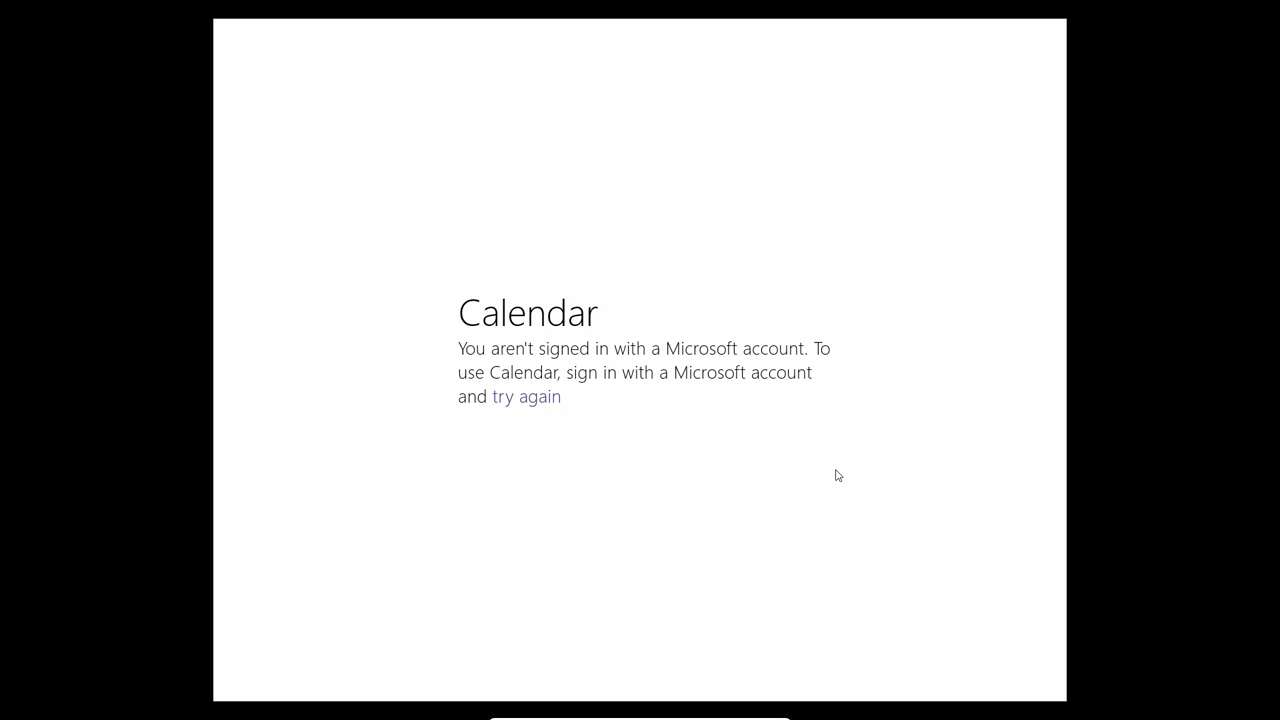 Calendar
You aren't signed in with a Microsoft account. To
use Calendar, sign in with a Microsoft account
and try again